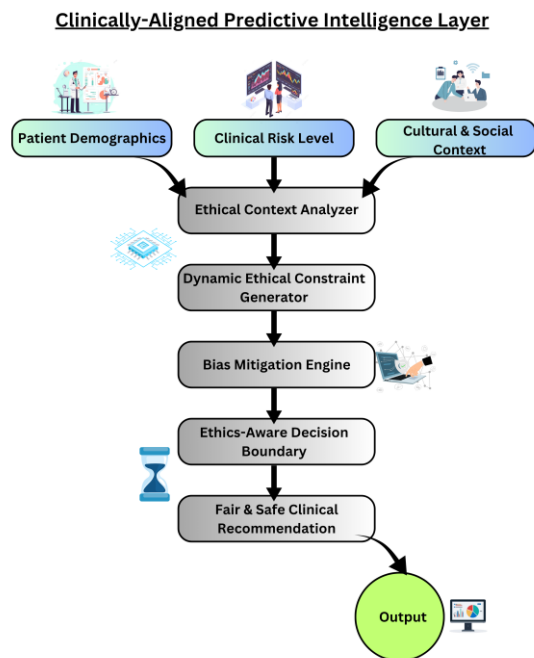 Clinically-Aligned Predictive Intelligence Layer
Patient Demographics
Clinical Risk Level
Cultural & Social
Context
Ethical Context Analyzer
Dynamic Ethical Constraint
Generator
Bias Mitigation Engine
Ethics-Aware Decision
Boundary
Fair & Safe Clinical
Recommendation
Output